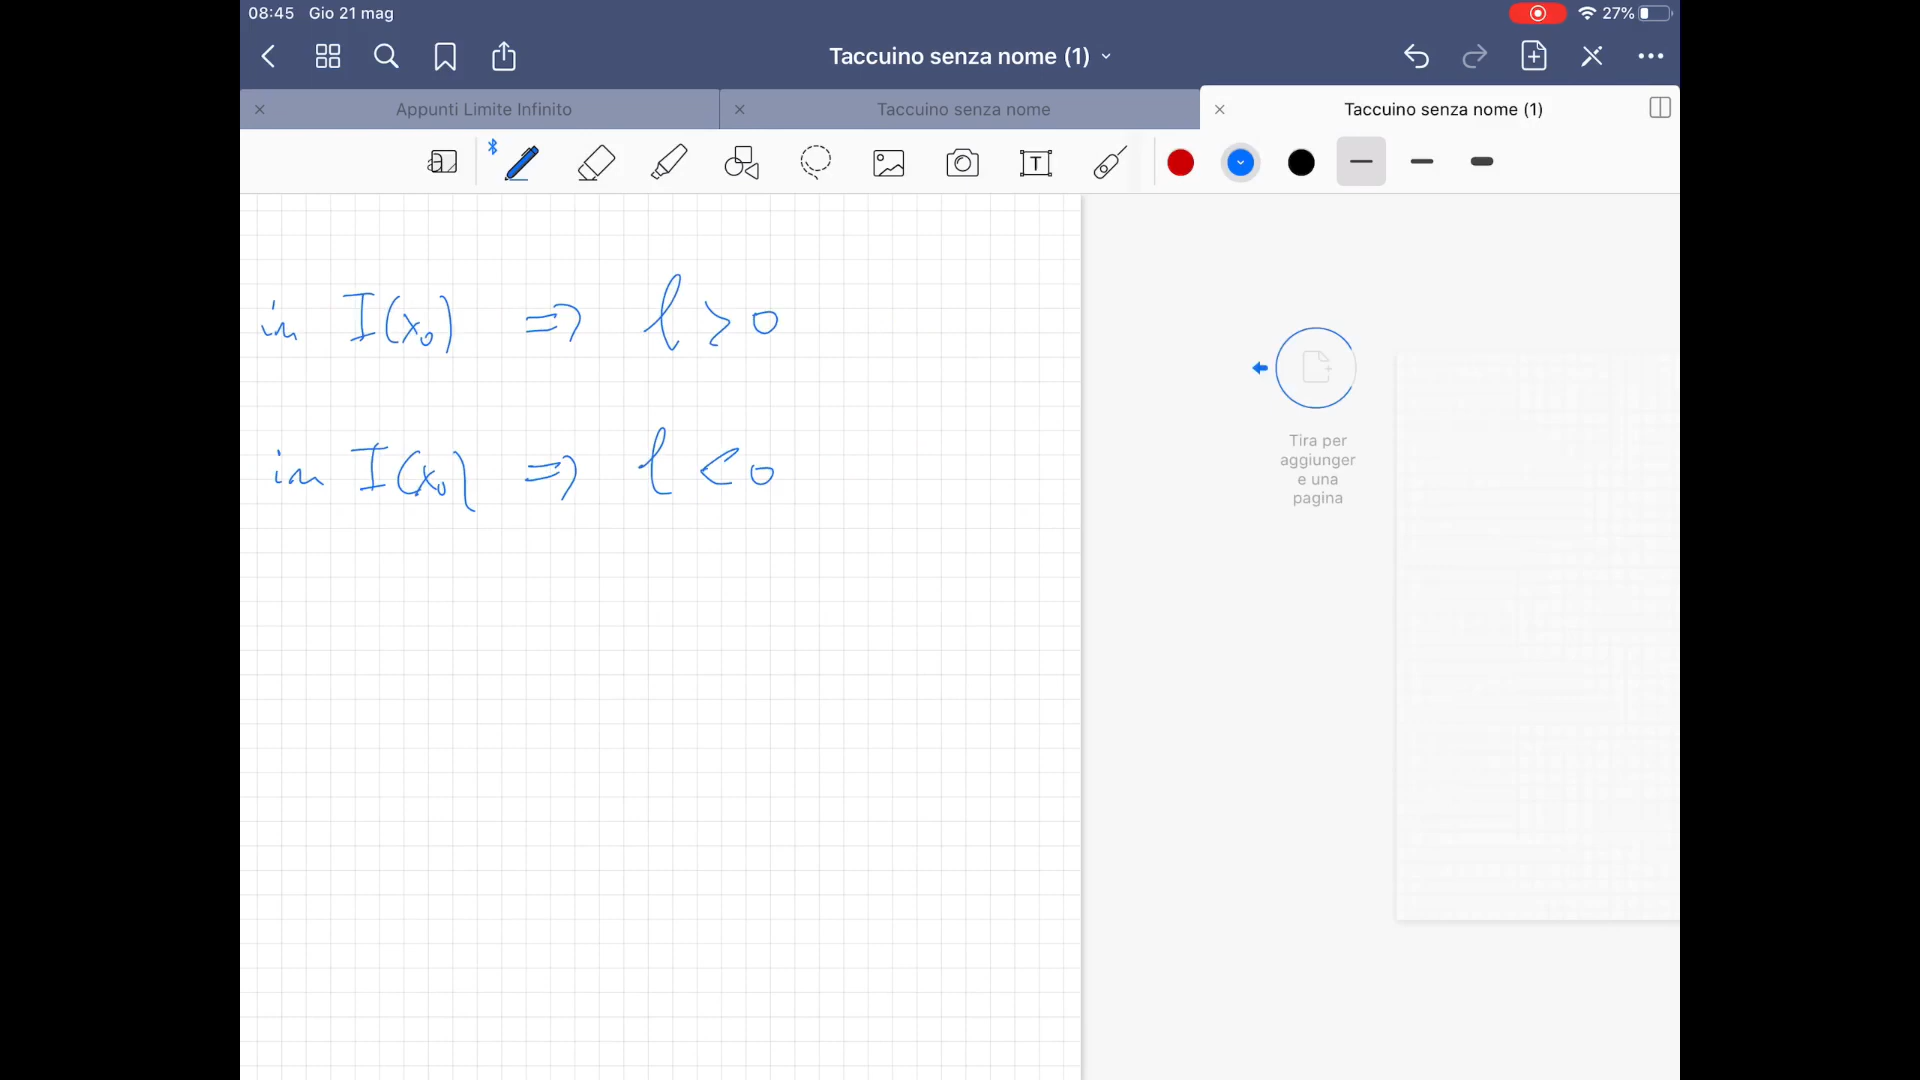 08:45 Gio 21 mag 27%
Taccuino senza nome (1)
Appunti Limite Infinito
Taccuino senza nome
Taccuino senza nome (1)
in I(x₀) ⇒ l > 0
in I(x₀) ⇒ l < 0
Tira per
aggiunger
e una
pagina